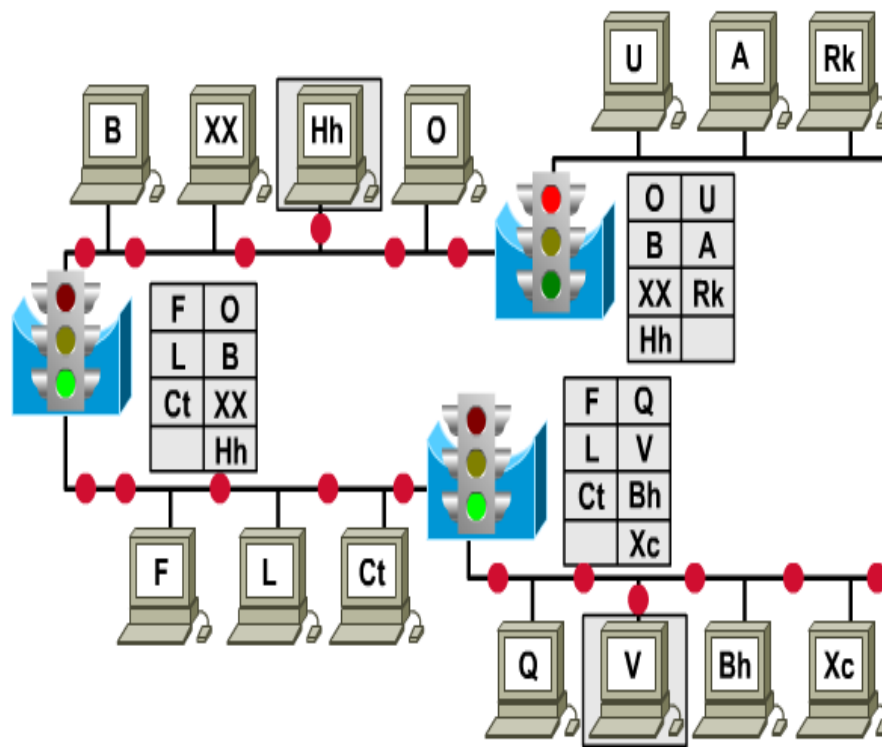 U A Rk
B XX Hh O
O U
B A
XX Rk
Hh
F O
L B
Ct XX
Hh
F Q
L V
Ct Bh
Xc
F L Ct
Q V Bh Xc